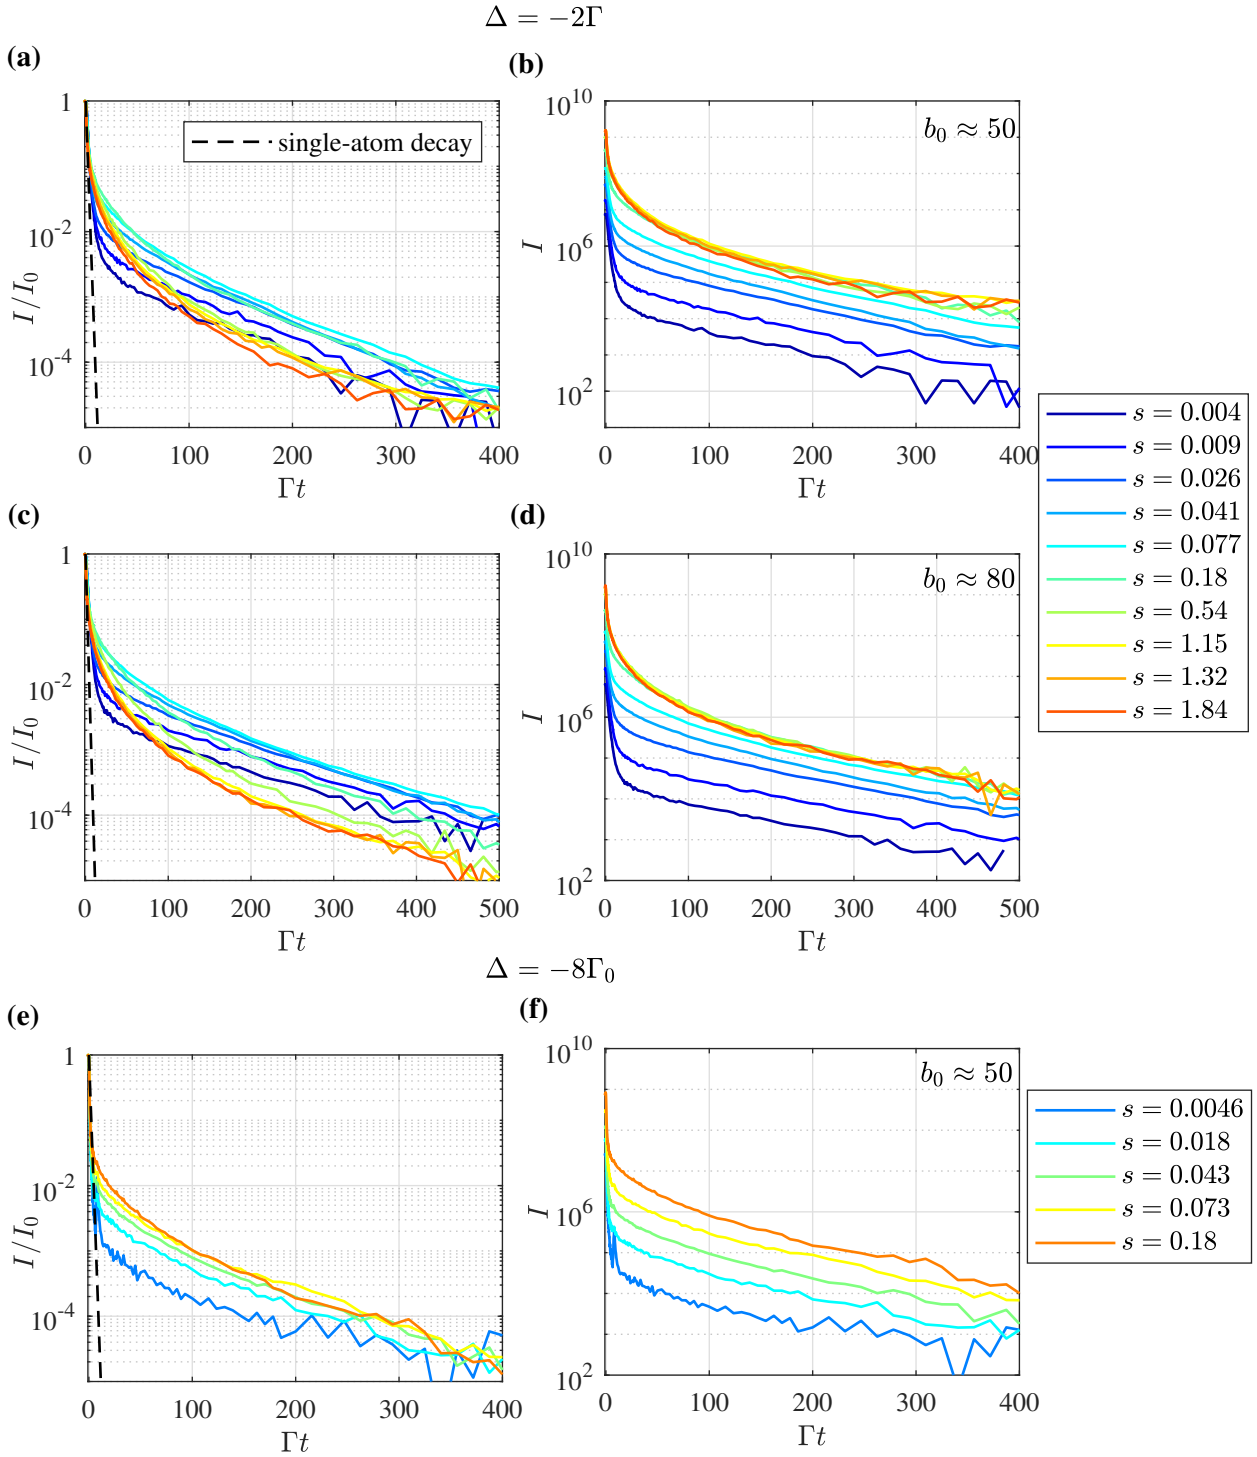 Δ = −2Γ
(a)
(b)
1
10^-2
10^-4
I/I_0
single-atom decay
0 100 200 300 400
Γt
10^10
10^6
10^2
I
b_0 ≈ 50
0 100 200 300 400
Γt
s = 0.004
s = 0.009
s = 0.026
s = 0.041
s = 0.077
s = 0.18
s = 0.54
s = 1.15
s = 1.32
s = 1.84
(c)
(d)
1
10^-2
10^-4
I/I_0
0 100 200 300 400 500
Γt
10^10
10^6
10^2
I
b_0 ≈ 80
0 100 200 300 400 500
Γt
Δ = −8Γ_0
(e)
(f)
1
10^-2
10^-4
I/I_0
0 100 200 300 400
Γt
10^10
10^6
10^2
I
b_0 ≈ 50
0 100 200 300 400
Γt
s = 0.0046
s = 0.018
s = 0.043
s = 0.073
s = 0.18